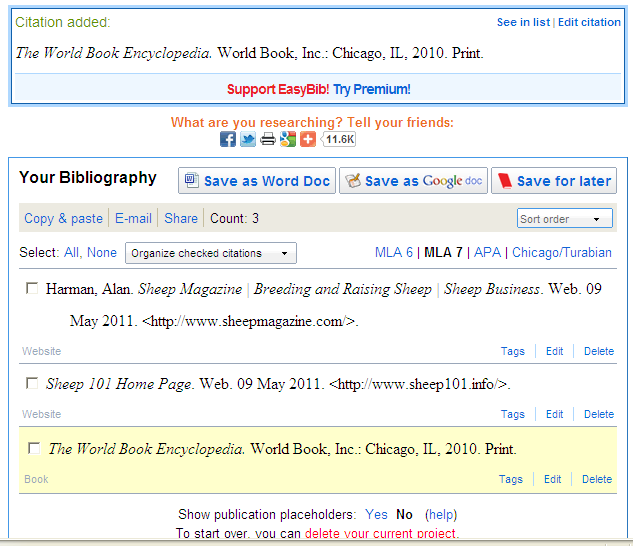 Citation added:
See in list | Edit citation
The World Book Encyclopedia. World Book, Inc.: Chicago, IL, 2010. Print.
Support EasyBib! Try Premium!
What are you researching? Tell your friends:
11.6K
Your Bibliography
Save as Word Doc
Save as Google doc
Save for later
Copy & paste | E-mail | Share | Count: 3
Sort order
Select: All, None
Organize checked citations
MLA 6 | MLA 7 | APA | Chicago/Turabian
Harman, Alan. Sheep Magazine | Breeding and Raising Sheep | Sheep Business. Web. 09
May 2011. <http://www.sheepmagazine.com/>.
Website
Tags | Edit | Delete
Sheep 101 Home Page. Web. 09 May 2011. <http://www.sheep101.info/>.
Website
Tags | Edit | Delete
The World Book Encyclopedia. World Book, Inc.: Chicago, IL, 2010. Print.
Book
Tags | Edit | Delete
Show publication placeholders: Yes No (help)
To start over, you can delete your current project.